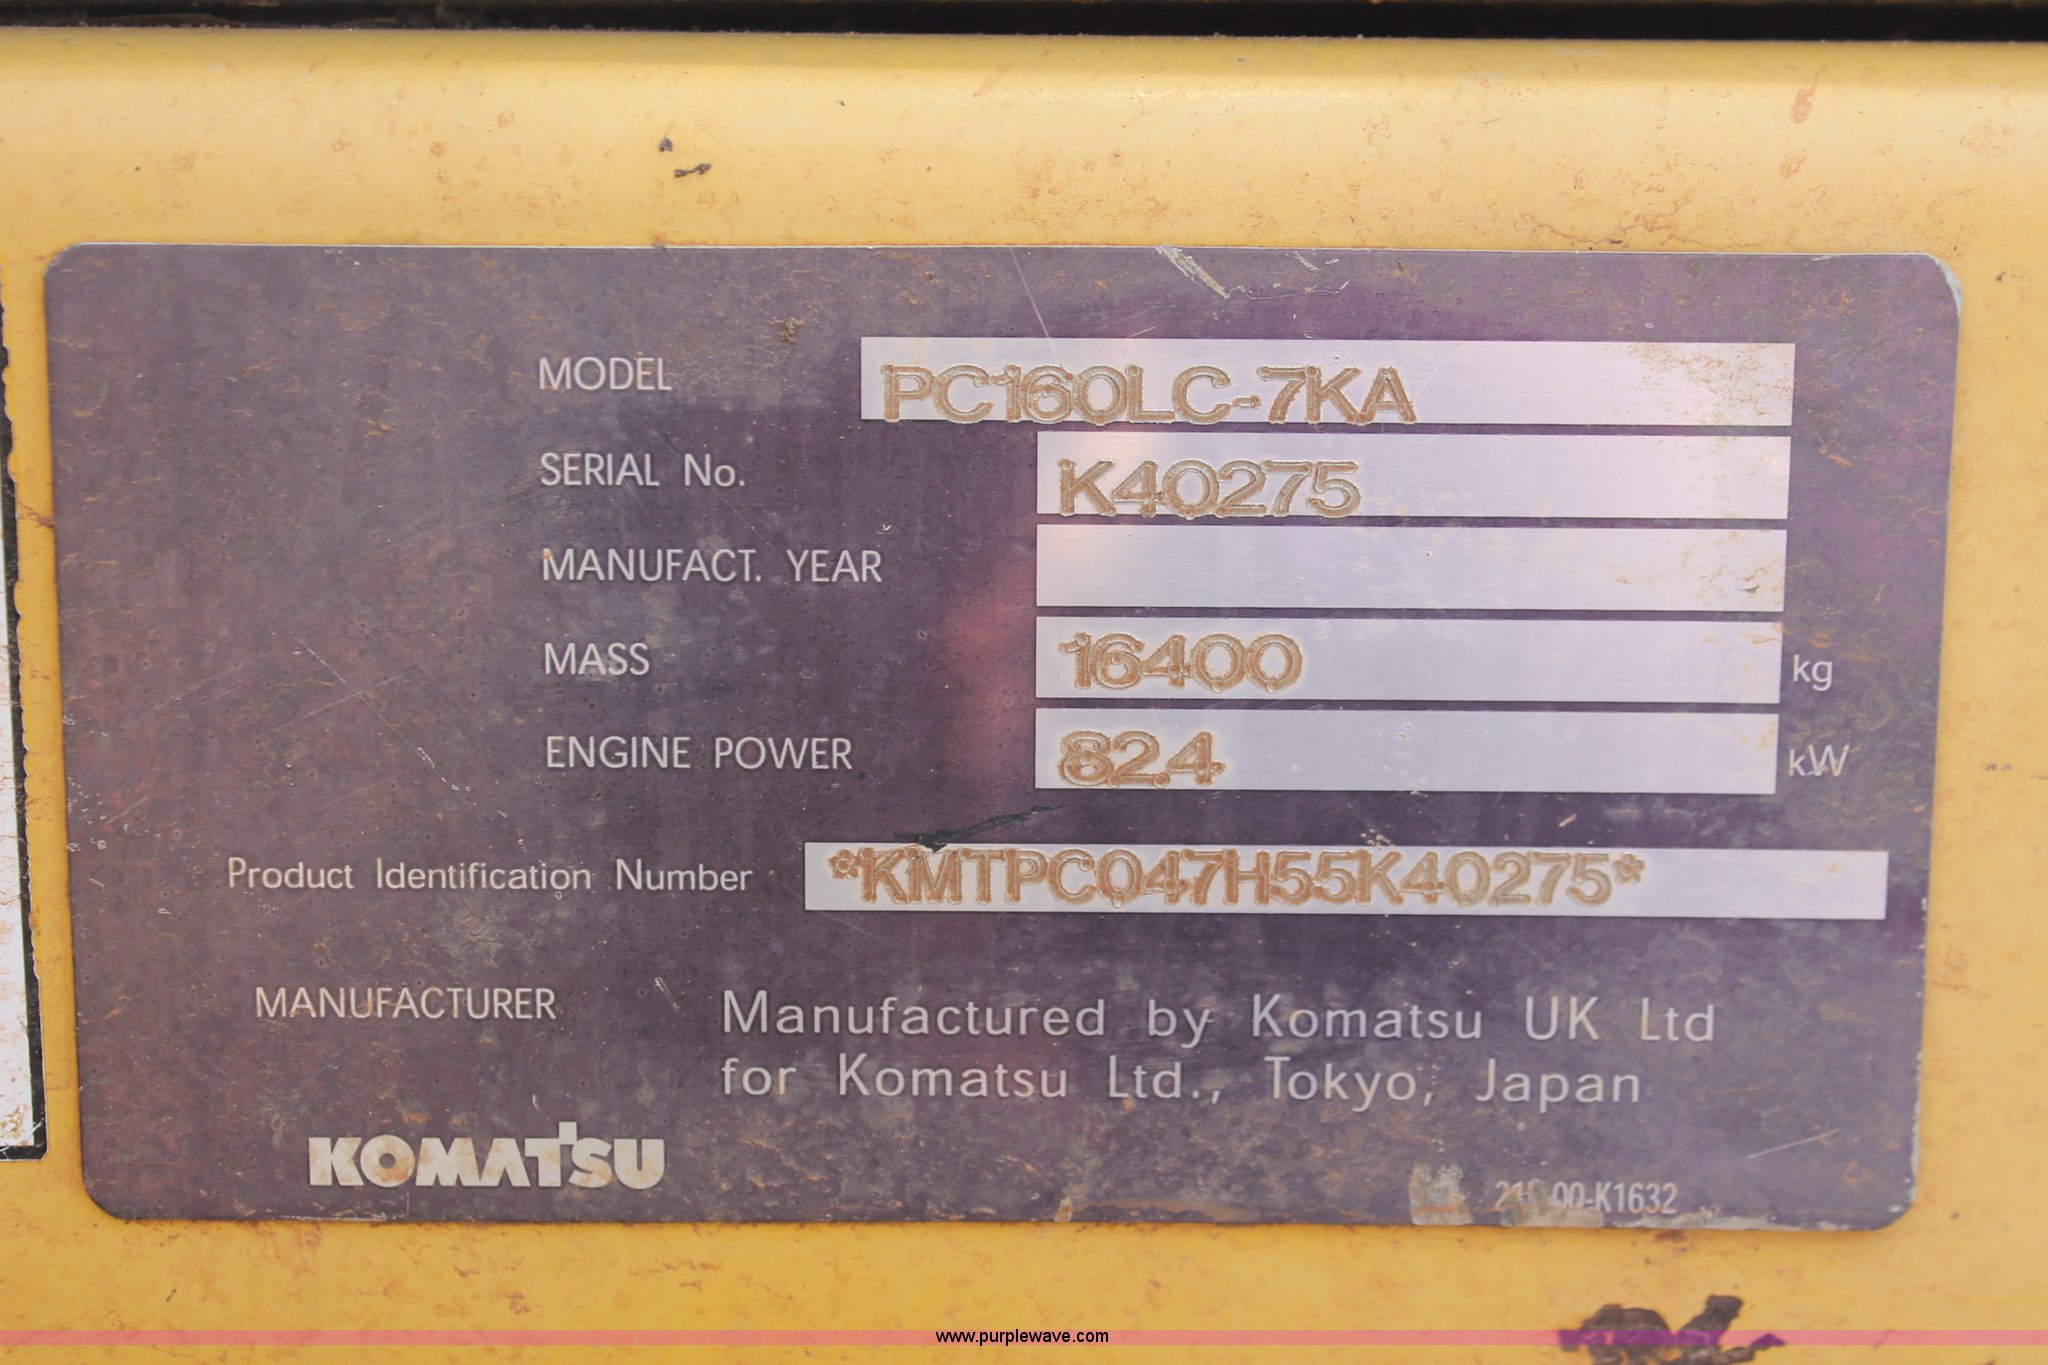 MODEL PC160LC-7KA
SERIAL No. K40275
MANUFACT. YEAR
MASS 16400 kg
ENGINE POWER 82.4 kW
Product Identification Number *KMTPC047H55K40275*
MANUFACTURER Manufactured by Komatsu UK Ltd
for Komatsu Ltd., Tokyo, Japan
KOMATSU
www.purplewave.com